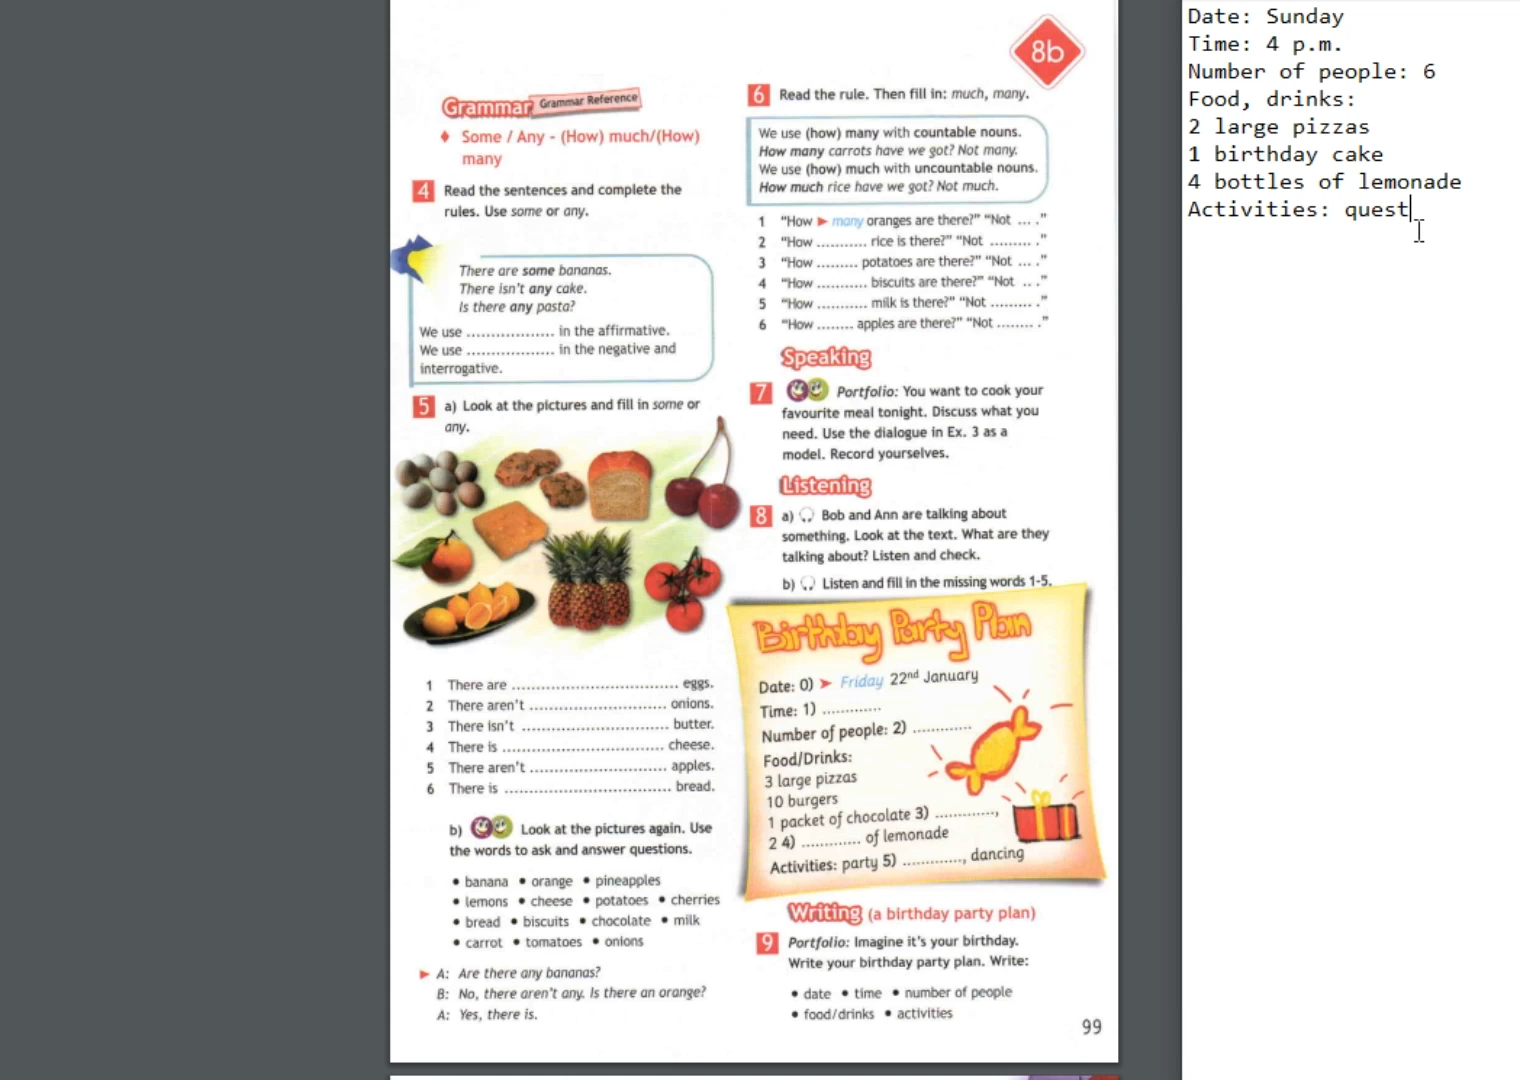 8b
Grammar Grammar Reference
♦ Some / Any - (How) much/(How)
many
4 Read the sentences and complete the
rules. Use some or any.
There are some bananas.
There isn't any cake.
Is there any pasta?
We use .................. in the affirmative.
We use .................. in the negative and
interrogative.
5 a) Look at the pictures and fill in some or
any.
1 There are .................................. eggs.
2 There aren't ............................ onions.
3 There isn't .............................. butter.
4 There is ................................. cheese.
5 There aren't ............................ apples.
6 There is .................................. bread.
b) Look at the pictures again. Use
the words to ask and answer questions.
• banana • orange • pineapples
• lemons • cheese • potatoes • cherries
• bread • biscuits • chocolate • milk
• carrot • tomatoes • onions
► A: Are there any bananas?
B: No, there aren't any. Is there an orange?
A: Yes, there is.
6 Read the rule. Then fill in: much, many.
We use (how) many with countable nouns.
How many carrots have we got? Not many.
We use (how) much with uncountable nouns.
How much rice have we got? Not much.
1 "How ► many oranges are there?" "Not ... ."
2 "How ........... rice is there?" "Not ......... ."
3 "How ......... potatoes are there?" "Not ... ."
4 "How ........... biscuits are there?" "Not .. ."
5 "How ........... milk is there?" "Not ......... ."
6 "How ........ apples are there?" "Not ........ ."
Speaking
7 Portfolio: You want to cook your
favourite meal tonight. Discuss what you
need. Use the dialogue in Ex. 3 as a
model. Record yourselves.
Listening
8 a) Bob and Ann are talking about
something. Look at the text. What are they
talking about? Listen and check.
b) Listen and fill in the missing words 1-5.
Birthday Party Plan
Date: 0) ► Friday 22nd January
Time: 1) ............
Number of people: 2) ............
Food/Drinks:
3 large pizzas
10 burgers
1 packet of chocolate 3) ............,
2 4) ............ of lemonade
Activities: party 5) ............, dancing
Writing (a birthday party plan)
9 Portfolio: Imagine it's your birthday.
Write your birthday party plan. Write:
• date • time • number of people
• food/drinks • activities
99
Date: Sunday
Time: 4 p.m.
Number of people: 6
Food, drinks:
2 large pizzas
1 birthday cake
4 bottles of lemonade
Activities: quest